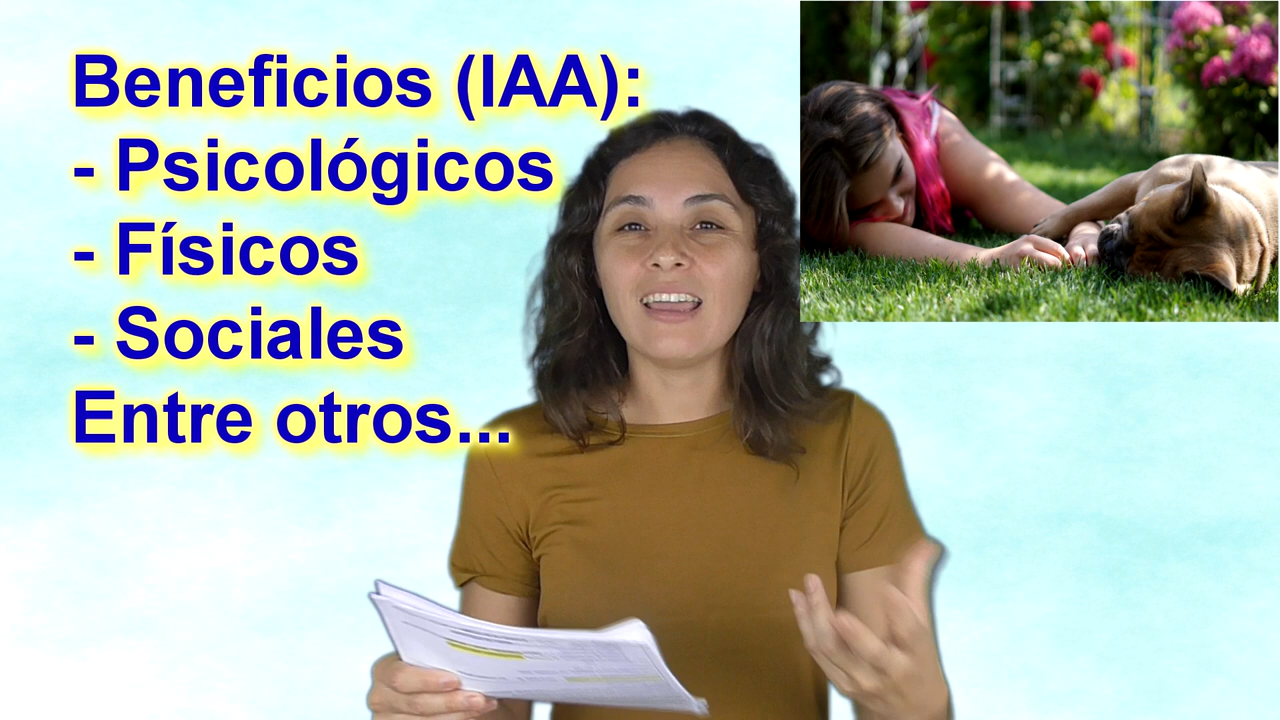 Beneficios (IAA):
- Psicológicos
- Físicos
- Sociales
Entre otros...